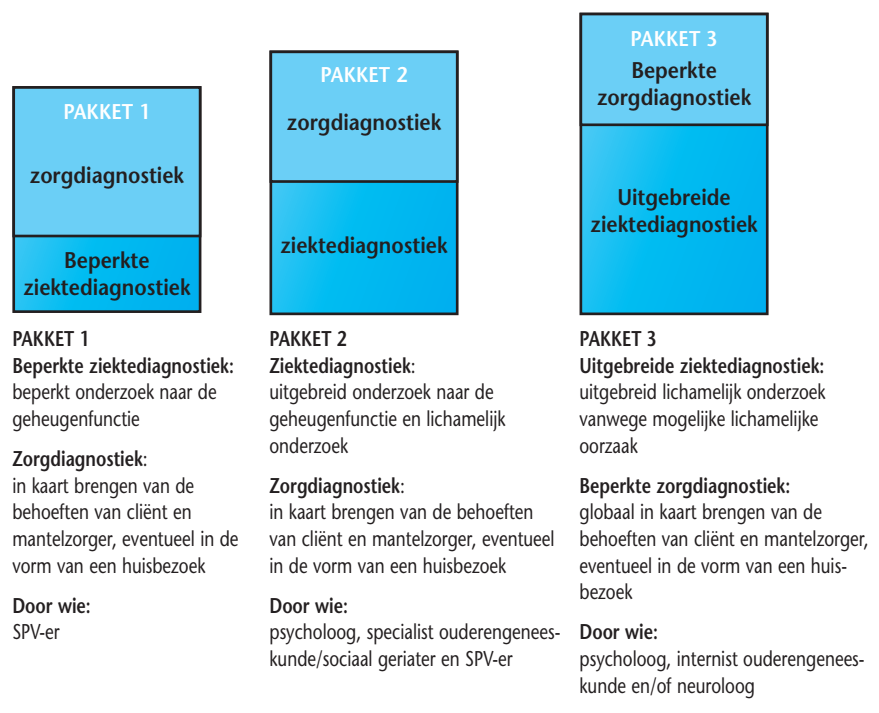 PAKKET 1
zorgdiagnostiek
Beperkte
ziektediagnostiek
PAKKET 1
Beperkte ziektediagnostiek:
beperkt onderzoek naar de
geheugenfunctie
Zorgdiagnostiek:
in kaart brengen van de
behoeften van cliënt en
mantelzorger, eventueel in de
vorm van een huisbezoek
Door wie:
SPV-er
PAKKET 2
zorgdiagnostiek
ziektediagnostiek
PAKKET 2
Ziektediagnostiek:
uitgebreid onderzoek naar de
geheugenfunctie en lichamelijk
onderzoek
Zorgdiagnostiek:
in kaart brengen van de behoeften
van cliënt en mantelzorger, eventueel
in de vorm van een huisbezoek
Door wie:
psycholoog, specialist ouderengenees-
kunde/sociaal geriater en SPV-er
PAKKET 3
Beperkte
zorgdiagnostiek
Uitgebreide
ziektediagnostiek
PAKKET 3
Uitgebreide ziektediagnostiek:
uitgebreid lichamelijk onderzoek
vanwege mogelijke lichamelijke
oorzaak
Beperkte zorgdiagnostiek:
globaal in kaart brengen van de
behoeften van cliënt en mantelzorger,
eventueel in de vorm van een huis-
bezoek
Door wie:
psycholoog, internist ouderengenees-
kunde en/of neuroloog